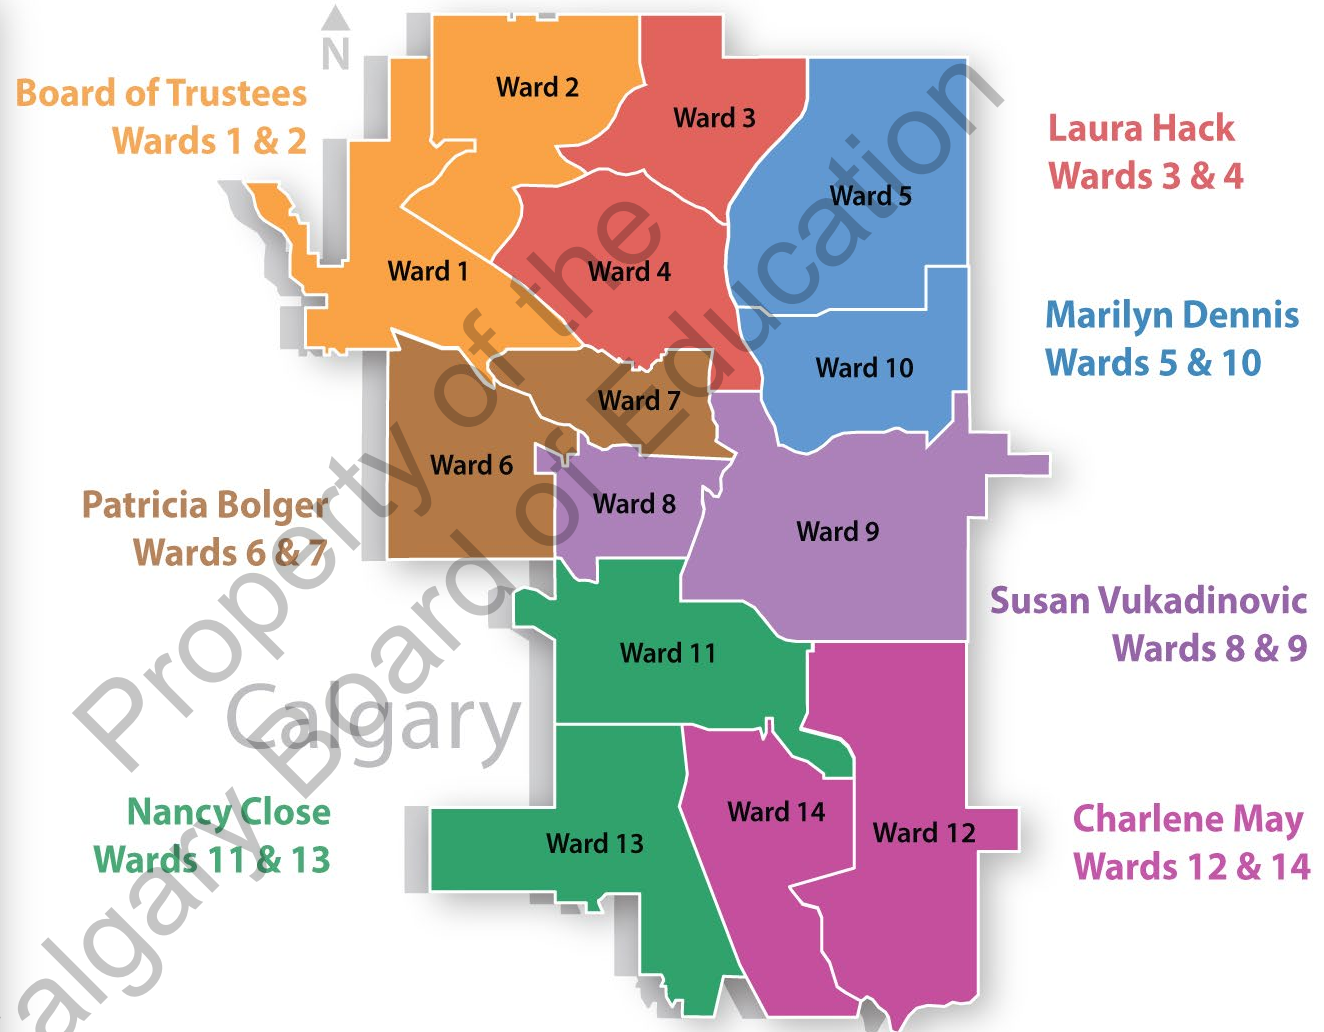 N
Board of Trustees
Wards 1 & 2
Ward 2
Ward 3
Laura Hack
Wards 3 & 4
Ward 5
Ward 1
Ward 4
Marilyn Dennis
Wards 5 & 10
Ward 10
Ward 7
Ward 6
Patricia Bolger
Wards 6 & 7
Ward 8
Ward 9
Susan Vukadinovic
Wards 8 & 9
Ward 11
Calgary
Nancy Close
Wards 11 & 13
Ward 13
Ward 14
Ward 12
Charlene May
Wards 12 & 14
Property of the
algary Board of Education